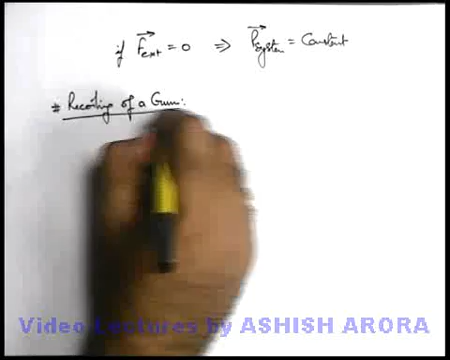 if F⃗ext = 0 ⇒ P⃗system = Constant
# Recoiling of a Gun:
Video Lectures by ASHISH ARORA